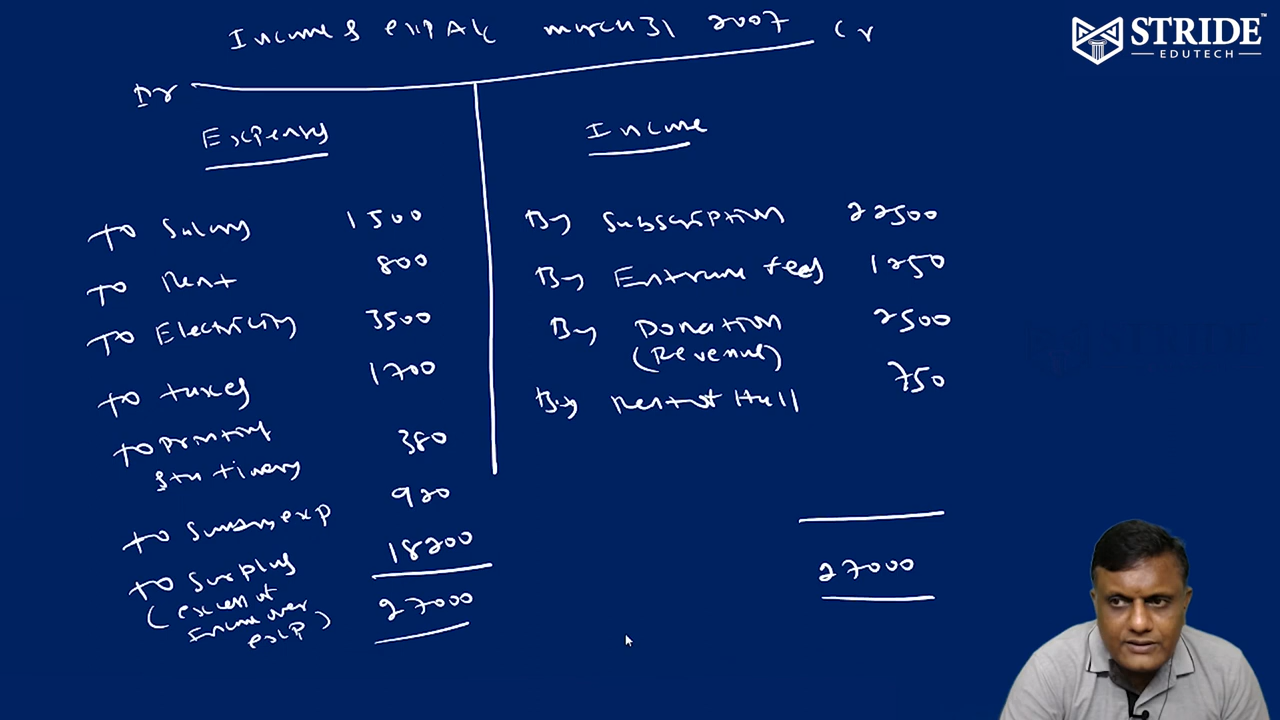 STRIDE™
EDUTECH
Income & exp A/c march 31 2007 Cr
Dr
Expenses
Income
To Salary 1500
To Rent 800
To Electricity 3500
To taxes 1700
To printing 380
stationery
To Sundry exp 920
To Surplus 18200
(excess of
Income over
exp)
27000
By Subscription 22500
By Entrance fees 1250
By Donation 2500
(Revenue)
By Rent of Hall 750
27000